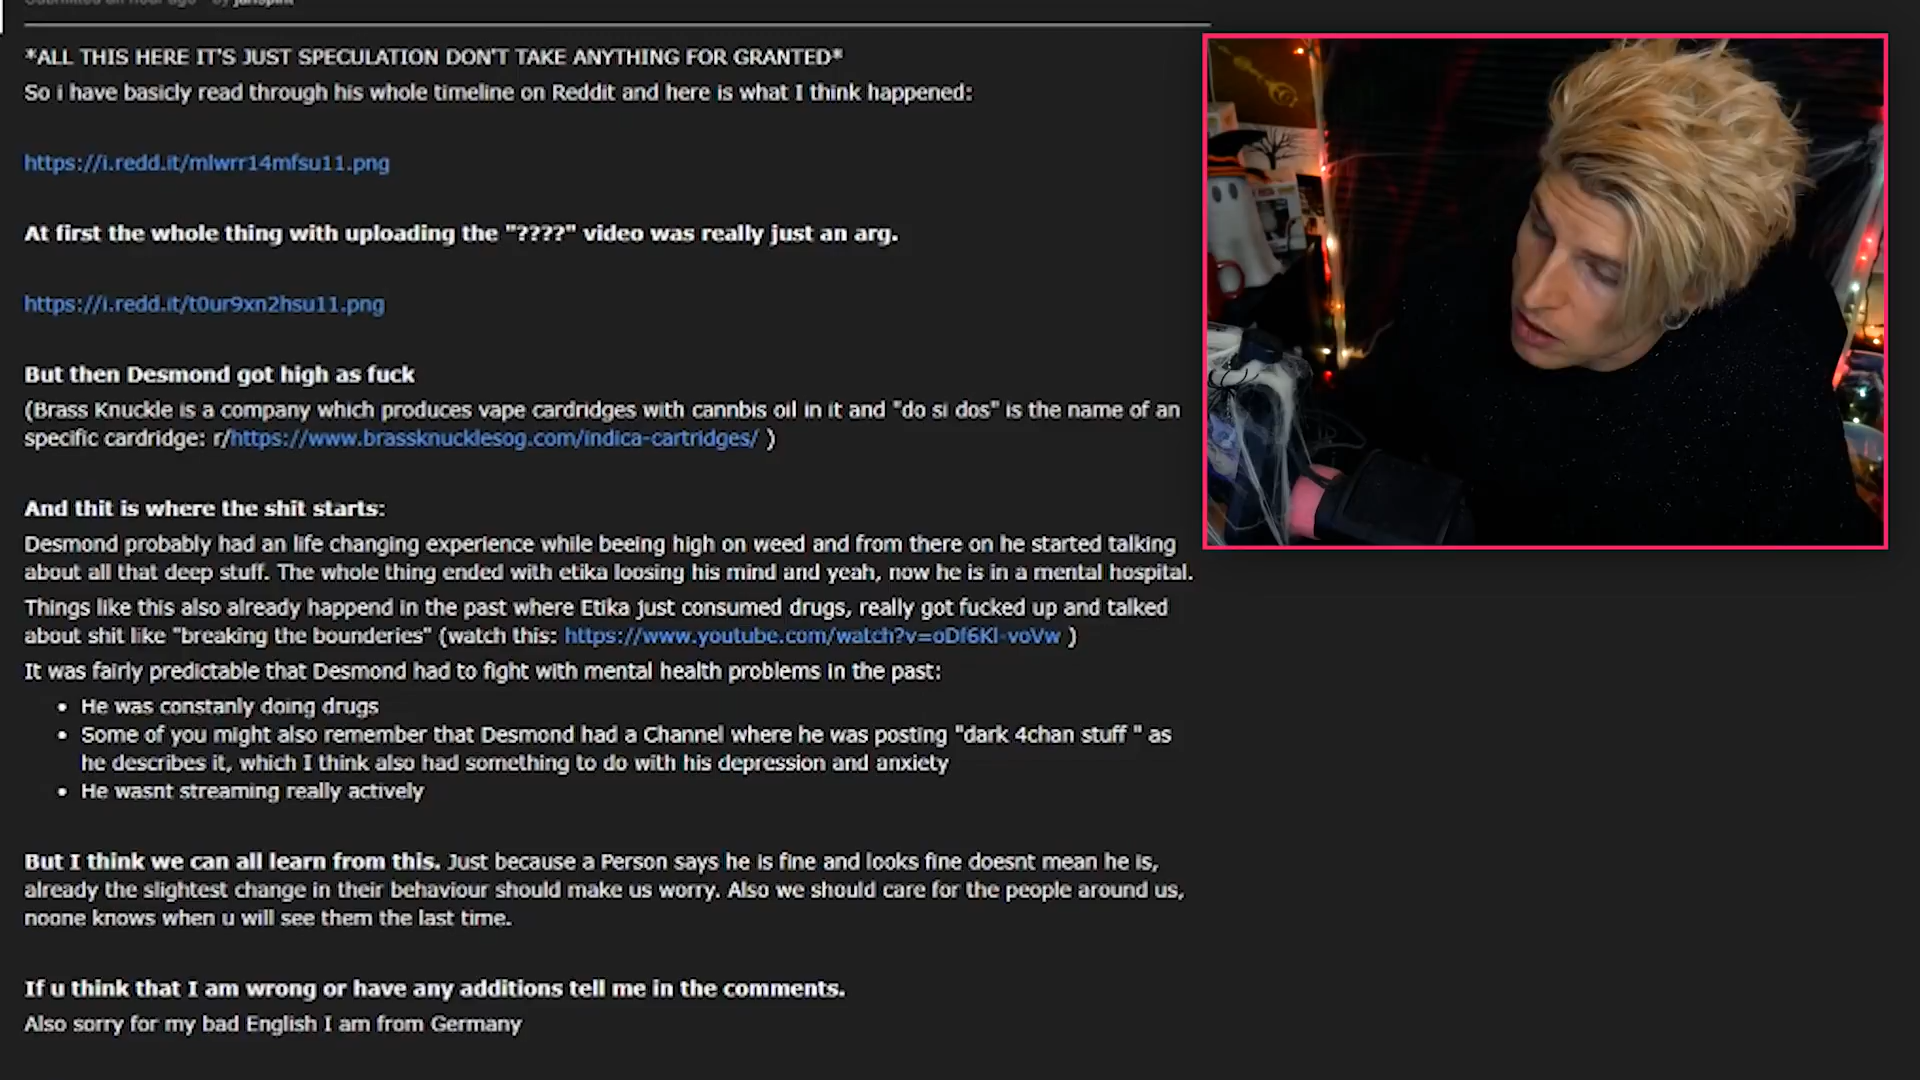 *ALL THIS HERE IT'S JUST SPECULATION DON'T TAKE ANYTHING FOR GRANTED*
So i have basicly read through his whole timeline on Reddit and here is what I think happened:
https://i.redd.it/mlwrr14mfsu11.png
At first the whole thing with uploading the "????" video was really just an arg.
https://i.redd.it/t0ur9xn2hsu11.png
But then Desmond got high as fuck
(Brass Knuckle is a company which produces vape cardridges with cannbis oil in it and "do si dos" is the name of an
specific cardridge: r/https://www.brassknucklesog.com/indica-cartridges/ )
And thit is where the shit starts:
Desmond probably had an life changing experience while beeing high on weed and from there on he started talking
about all that deep stuff. The whole thing ended with etika loosing his mind and yeah, now he is in a mental hospital.
Things like this also already happend in the past where Etika just consumed drugs, really got fucked up and talked
about shit like "breaking the bounderies" (watch this: https://www.youtube.com/watch?v=oDf6Kl-voVw )
It was fairly predictable that Desmond had to fight with mental health problems in the past:
• He was constanly doing drugs
• Some of you might also remember that Desmond had a Channel where he was posting "dark 4chan stuff " as
he describes it, which I think also had something to do with his depression and anxiety
• He wasnt streaming really actively
But I think we can all learn from this. Just because a Person says he is fine and looks fine doesnt mean he is,
already the slightest change in their behaviour should make us worry. Also we should care for the people around us,
noone knows when u will see them the last time.
If u think that I am wrong or have any additions tell me in the comments.
Also sorry for my bad English I am from Germany